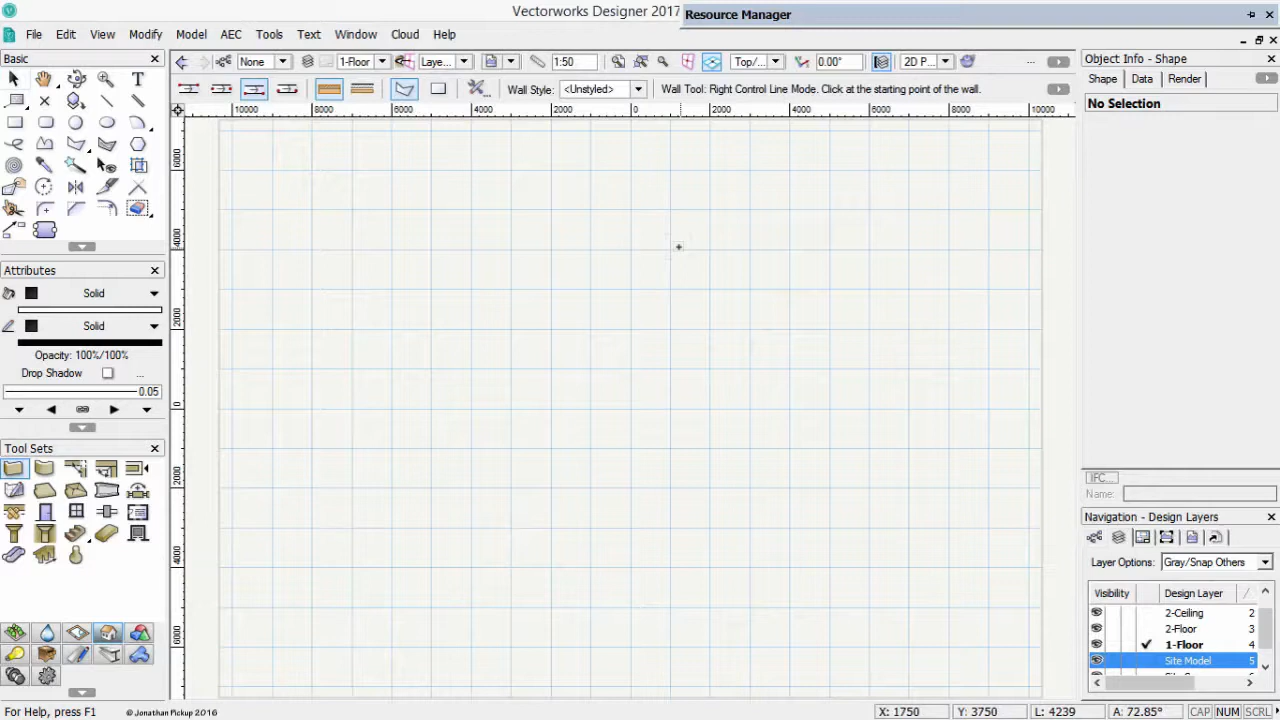 Vectorworks Designer 2017
Resource Manager
File Edit View Modify Model AEC Tools Text Window Cloud Help
Basic
None 1-Floor Laye... 1:50 Top/... 0.00° 2D P... ...
Wall Style: <Unstyled> Wall Tool: Right Control Line Mode. Click at the starting point of the wall.
10000 8000 6000 4000 2000 0 2000 4000 6000 8000 10000
6000
4000
2000
0
2000
4000
6000
Attributes
Solid
Solid
Opacity: 100%/100%
Drop Shadow ...
0.05
Tool Sets
Object Info - Shape
Shape Data Render
No Selection
IFC...
Name:
Navigation - Design Layers
Layer Options: Gray/Snap Others
Visibility Design Layer /
2-Ceiling 2
2-Floor 3
1-Floor 4
Site Model 5
For Help, press F1 © Jonathan Pickup 2016 X: 1750 Y: 3750 L: 4239 A: 72.85° CAP NUM SCRL